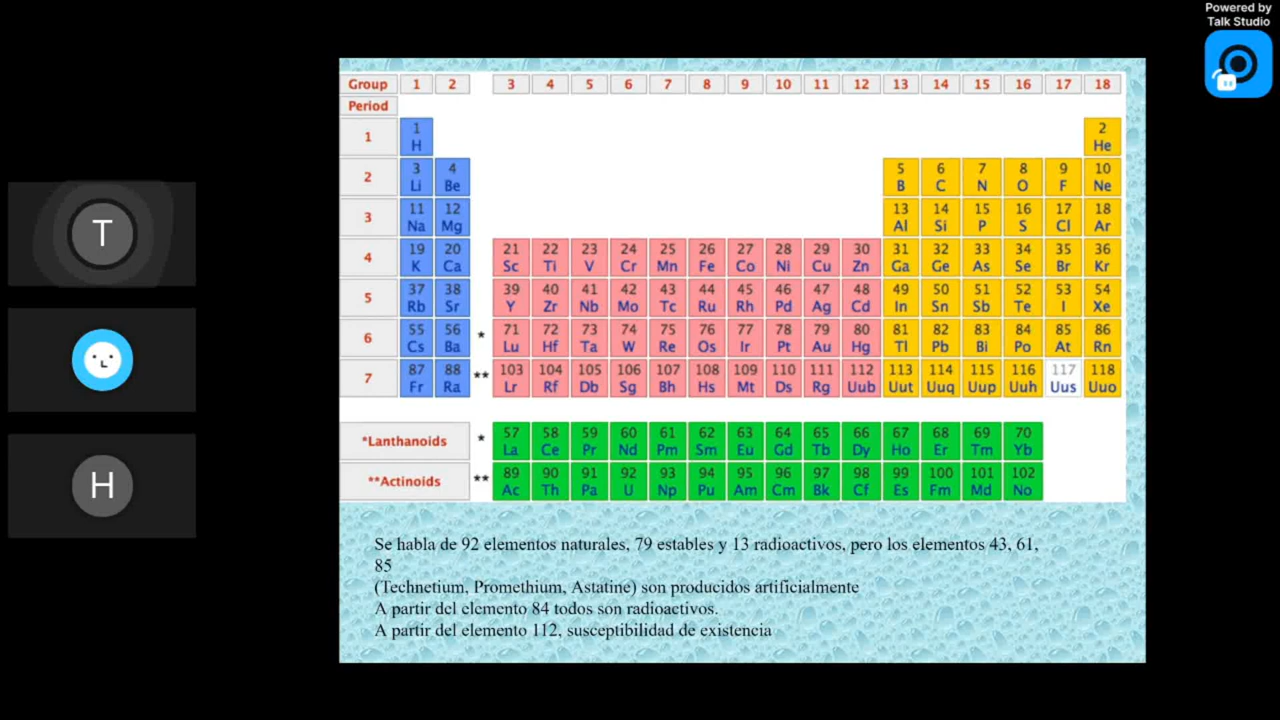 Powered by
Talk Studio
Group 1 2 3 4 5 6 7 8 9 10 11 12 13 14 15 16 17 18
Period
1 1 2
H He
2 3 4 5 6 7 8 9 10
Li Be B C N O F Ne
3 11 12 13 14 15 16 17 18
Na Mg Al Si P S Cl Ar
4 19 20 21 22 23 24 25 26 27 28 29 30 31 32 33 34 35 36
K Ca Sc Ti V Cr Mn Fe Co Ni Cu Zn Ga Ge As Se Br Kr
5 37 38 39 40 41 42 43 44 45 46 47 48 49 50 51 52 53 54
Rb Sr Y Zr Nb Mo Tc Ru Rh Pd Ag Cd In Sn Sb Te I Xe
6 55 56 * 71 72 73 74 75 76 77 78 79 80 81 82 83 84 85 86
Cs Ba Lu Hf Ta W Re Os Ir Pt Au Hg Tl Pb Bi Po At Rn
7 87 88 ** 103 104 105 106 107 108 109 110 111 112 113 114 115 116 117 118
Fr Ra Lr Rf Db Sg Bh Hs Mt Ds Rg Uub Uut Uuq Uup Uuh Uus Uuo
*Lanthanoids * 57 58 59 60 61 62 63 64 65 66 67 68 69 70
La Ce Pr Nd Pm Sm Eu Gd Tb Dy Ho Er Tm Yb
**Actinoids ** 89 90 91 92 93 94 95 96 97 98 99 100 101 102
Ac Th Pa U Np Pu Am Cm Bk Cf Es Fm Md No
T
H
Se habla de 92 elementos naturales, 79 estables y 13 radioactivos, pero los elementos 43, 61,
85
(Technetium, Promethium, Astatine) son producidos artificialmente
A partir del elemento 84 todos son radioactivos.
A partir del elemento 112, susceptibilidad de existencia